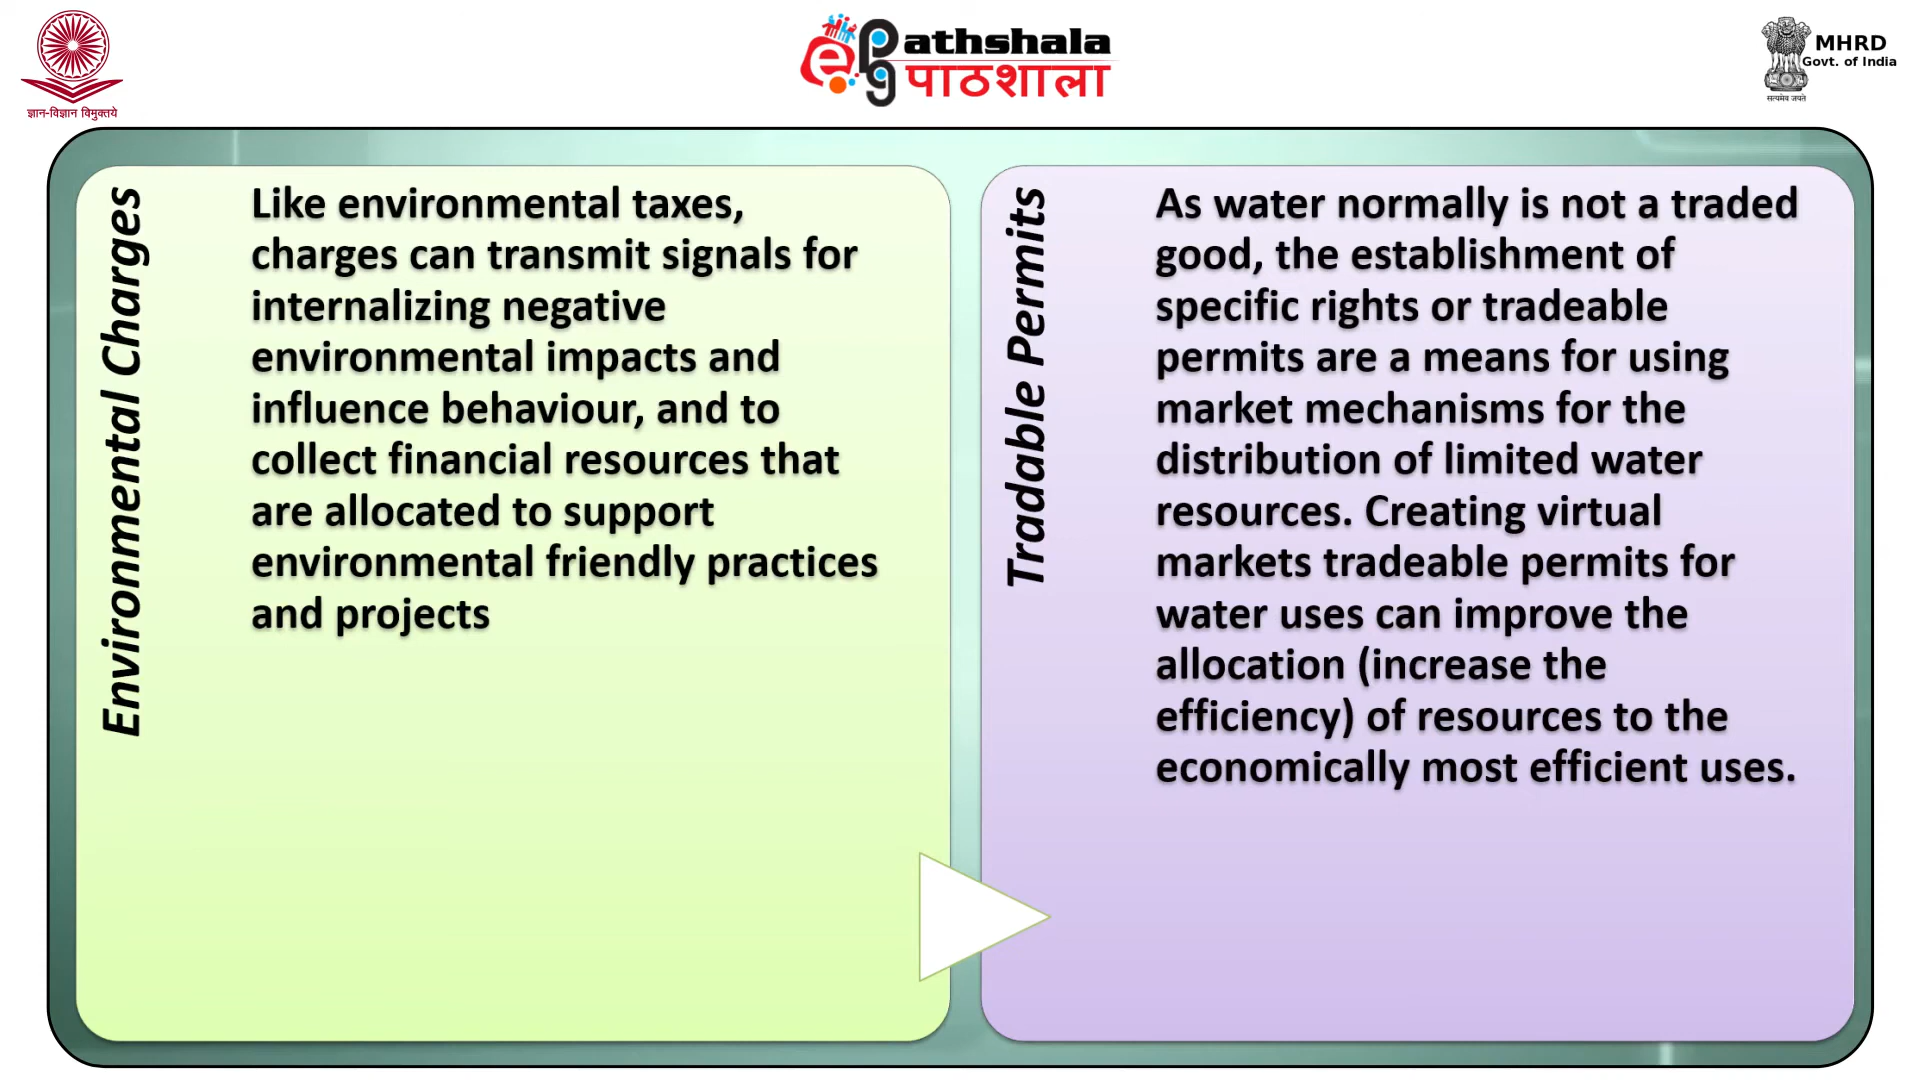 ज्ञान-विज्ञान विमुक्तये
e
PG
athshala
पाठशाला
MHRD
Govt. of India
सत्यमेव जयते
Environmental Charges
Like environmental taxes,
charges can transmit signals for
internalizing negative
environmental impacts and
influence behaviour, and to
collect financial resources that
are allocated to support
environmental friendly practices
and projects
Tradable Permits
As water normally is not a traded
good, the establishment of
specific rights or tradeable
permits are a means for using
market mechanisms for the
distribution of limited water
resources. Creating virtual
markets tradeable permits for
water uses can improve the
allocation (increase the
efficiency) of resources to the
economically most efficient uses.